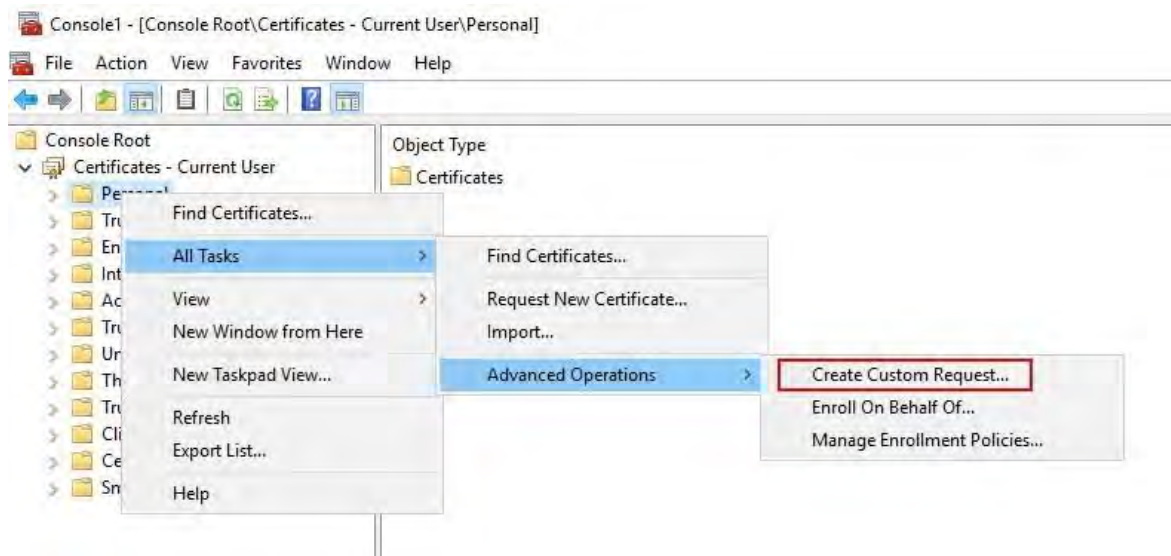 Console1 - [Console Root\Certificates - Current User\Personal]
File Action View Favorites Window Help
Console Root
Certificates - Current User
Object Type
Certificates
Find Certificates...
All Tasks
View
New Window from Here
New Taskpad View...
Refresh
Export List...
Help
Find Certificates...
Request New Certificate...
Import...
Advanced Operations
Create Custom Request...
Enroll On Behalf Of...
Manage Enrollment Policies...